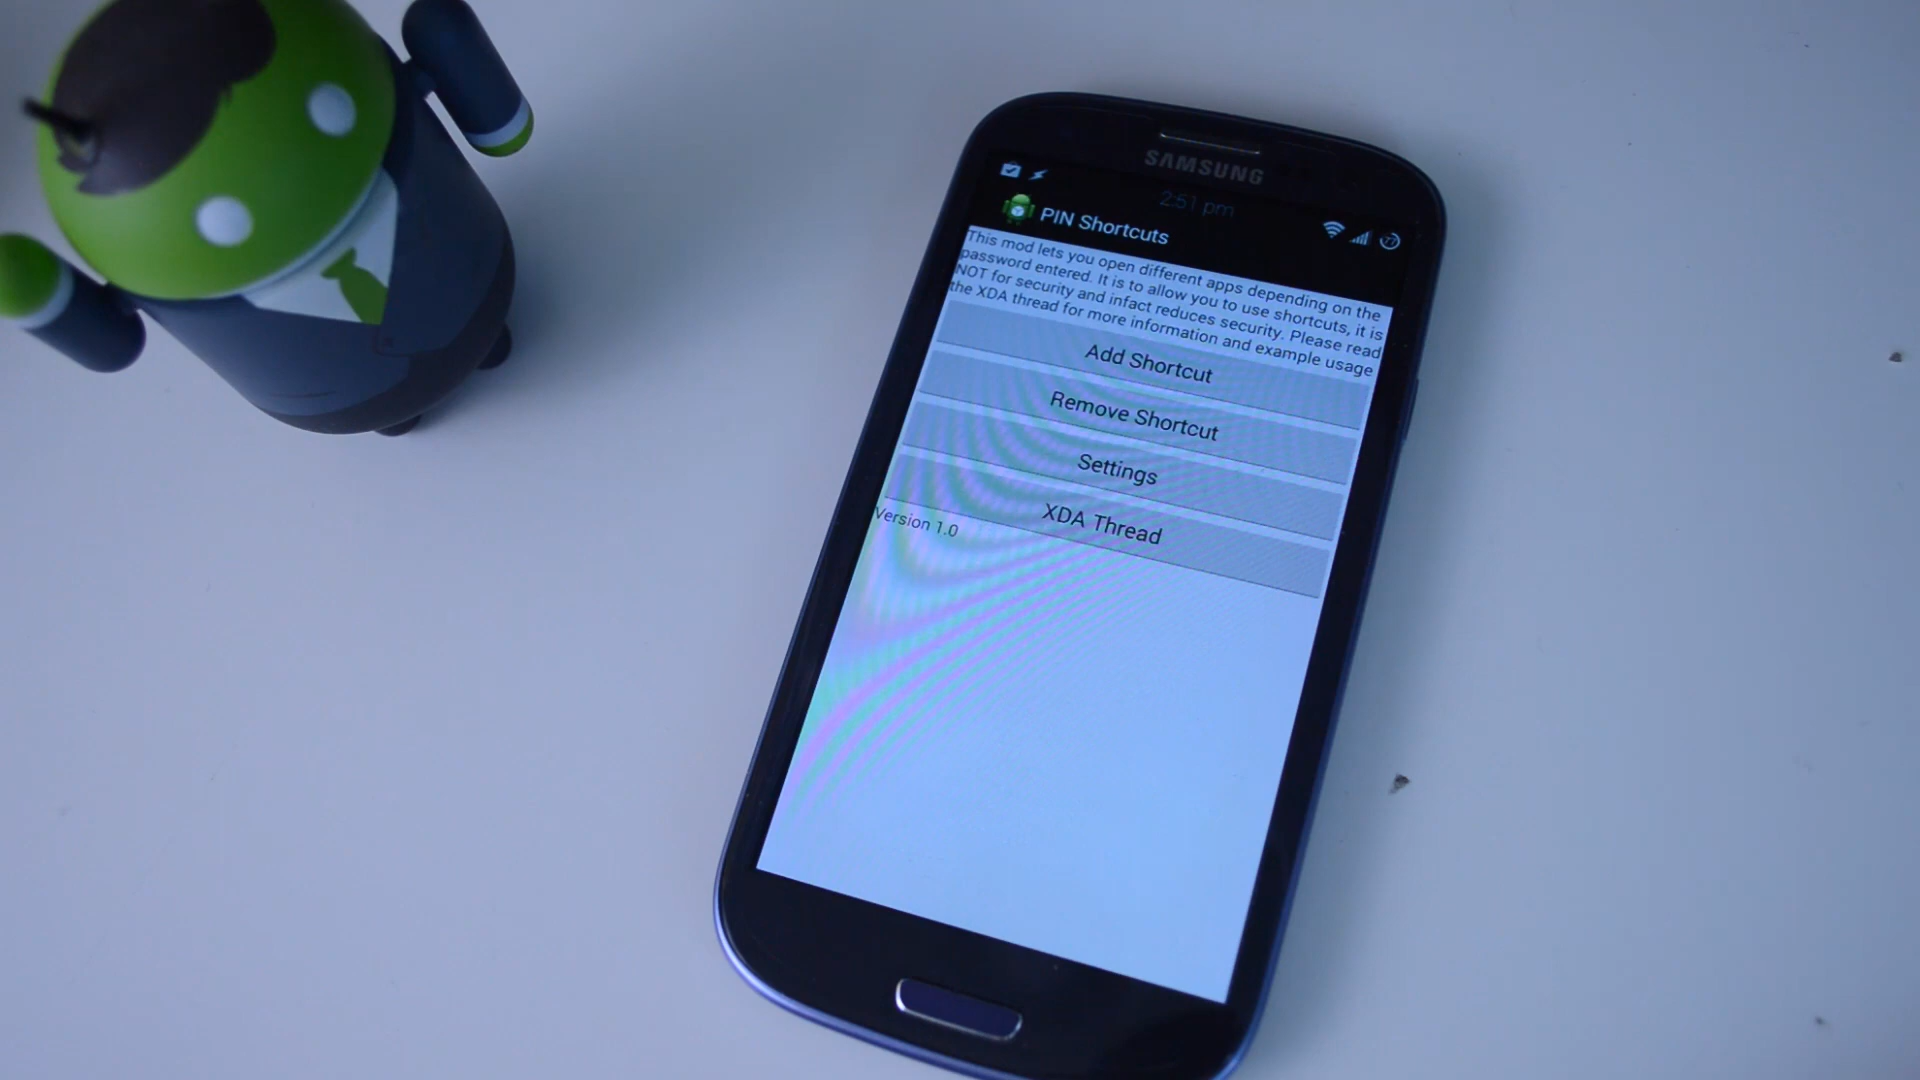 SAMSUNG
2:51 pm
77
PIN Shortcuts
This mod lets you open different apps depending on the
password entered. It is to allow you to use shortcuts, it is
NOT for security and infact reduces security. Please read
the XDA thread for more information and example usage
Add Shortcut
Remove Shortcut
Settings
XDA Thread
Version 1.0